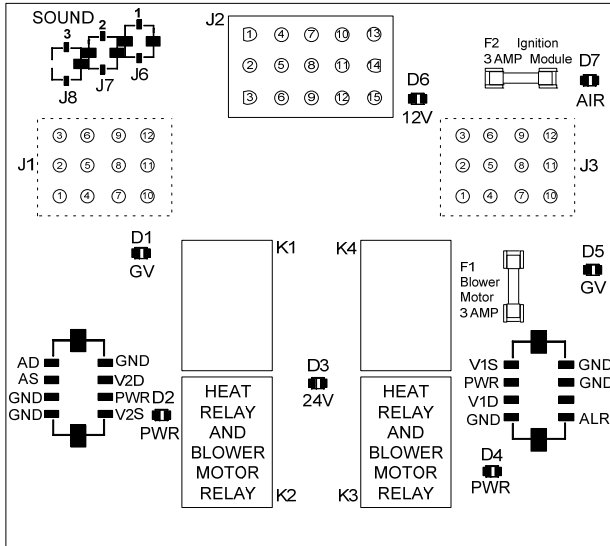 SOUND
3 2 1
J8 J7 J6
J2
1 4 7 10 13
2 5 8 11 14
3 6 9 12 15
D6
12V
F2 Ignition
3 AMP Module
D7
AIR
J1
3 6 9 12
2 5 8 11
1 4 7 10
J3
3 6 9 12
2 5 8 11
1 4 7 10
D1
GV
K1
K4
F1
Blower
Motor
3 AMP
D5
GV
AD GND
AS V2D
GND PWR
GND V2S
D2
PWR
HEAT
RELAY
AND
BLOWER
MOTOR
RELAY
K2
D3
24V
HEAT
RELAY
AND
BLOWER
MOTOR
RELAY
K3
V1S GND
PWR GND
V1D
GND ALR
D4
PWR